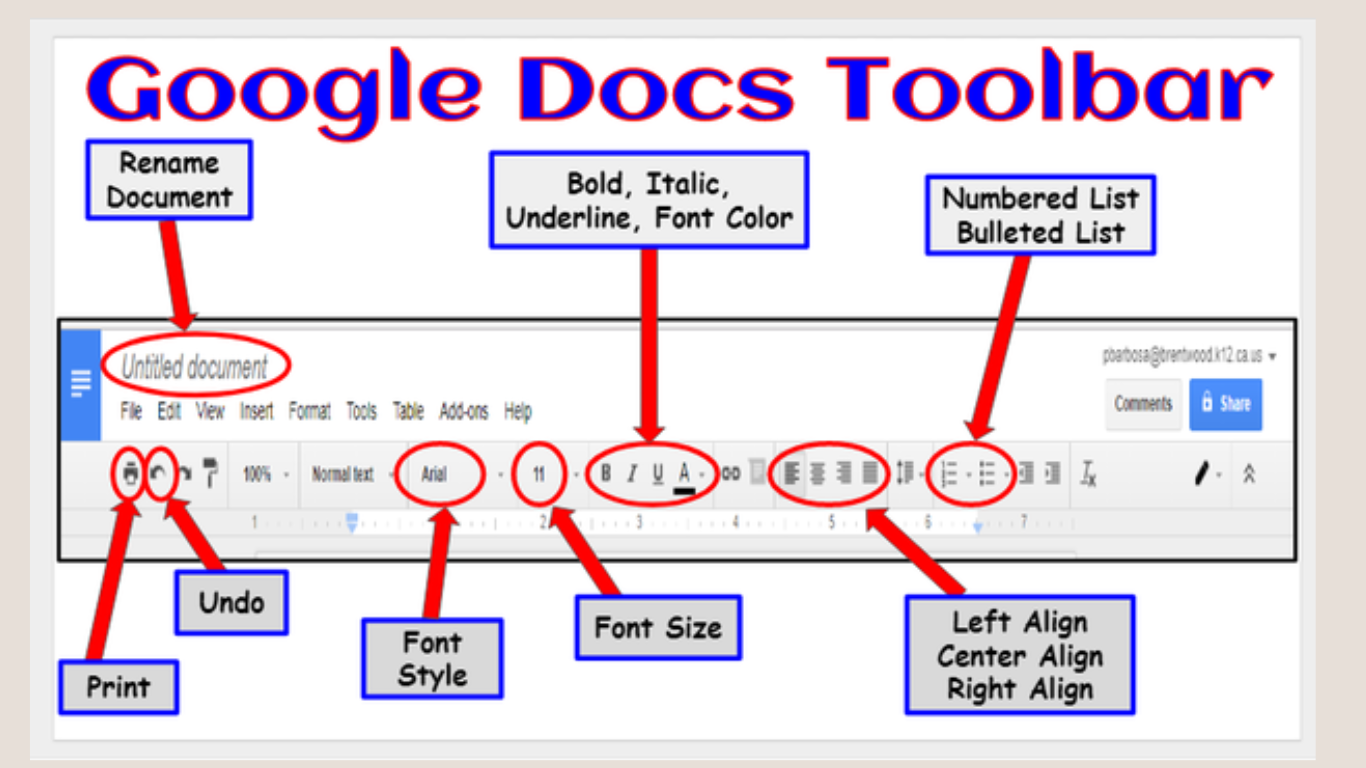 Google Docs Toolbar
Rename
Document
Bold, Italic,
Underline, Font Color
Numbered List
Bulleted List
Untitled document
pbarbosa@brentwood.k12.ca.us
File Edit View Insert Format Tools Table Add-ons Help
Comments Share
100% Normal text Arial 11 B I U A
1 2 3 4 5 6 7
Undo
Font
Style
Font Size
Left Align
Center Align
Right Align
Print